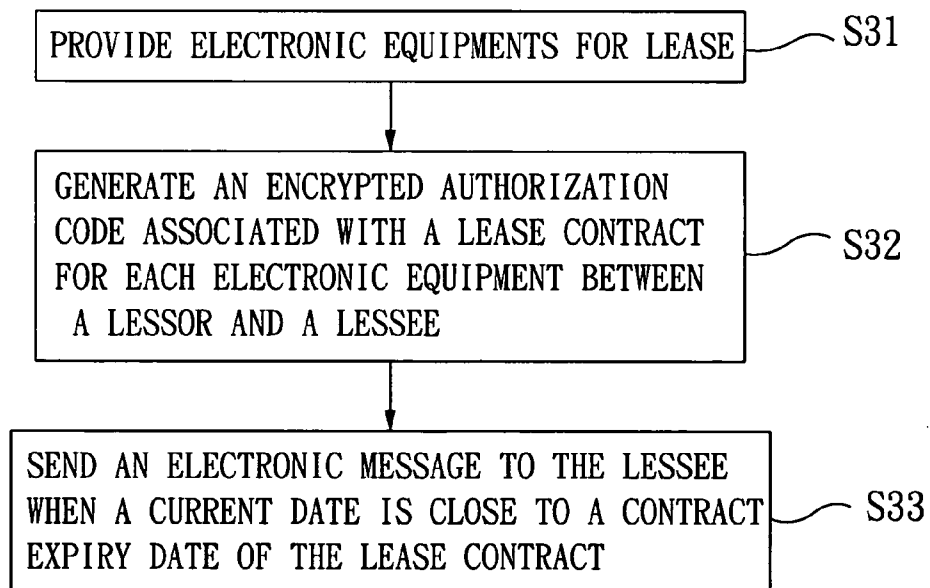 PROVIDE ELECTRONIC EQUIPMENTS FOR LEASE
S31
GENERATE AN ENCRYPTED AUTHORIZATION
CODE ASSOCIATED WITH A LEASE CONTRACT
FOR EACH ELECTRONIC EQUIPMENT BETWEEN
A LESSOR AND A LESSEE
S32
SEND AN ELECTRONIC MESSAGE TO THE LESSEE
WHEN A CURRENT DATE IS CLOSE TO A CONTRACT
EXPIRY DATE OF THE LEASE CONTRACT
S33